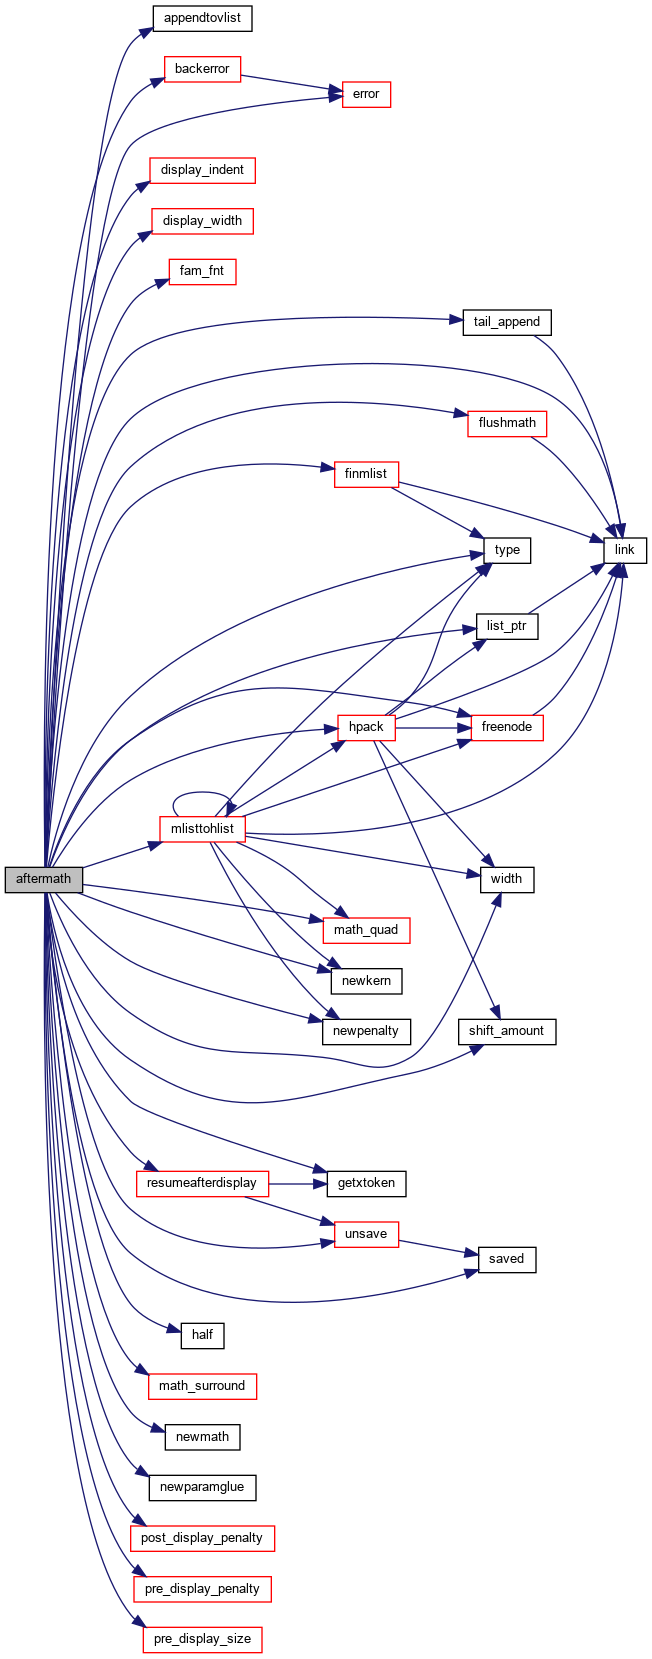 appendtovlist
backerror
error
display_indent
display_width
fam_fnt
tail_append
flushmath
finmlist
type
link
list_ptr
hpack
freenode
mlisttohlist
aftermath
width
math_quad
newkern
newpenalty
shift_amount
resumeafterdisplay
getxtoken
unsave
saved
half
math_surround
newmath
newparamglue
post_display_penalty
pre_display_penalty
pre_display_size